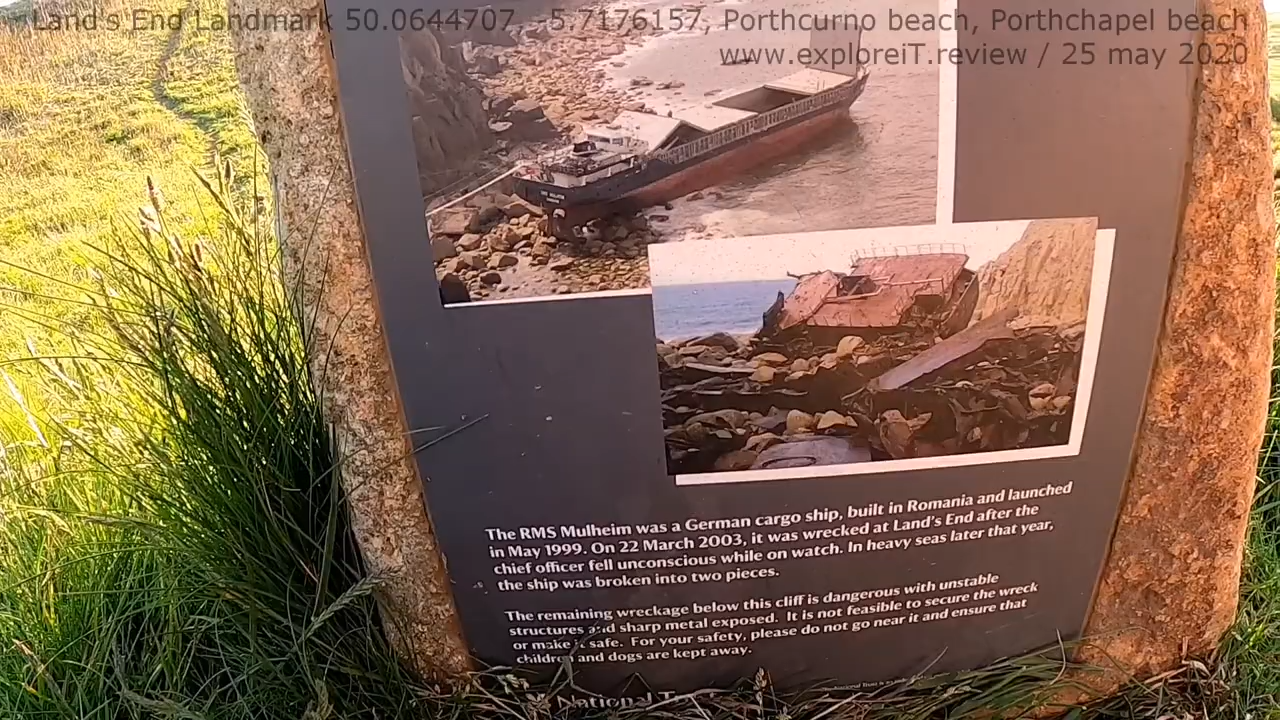 Land's End Landmark 50.0644707, -5.7176157, Porthcurno beach, Porthchapel beach
www.exploreiT.review / 25 may 2020
The RMS Mulheim was a German cargo ship, built in Romania and launched
in May 1999. On 22 March 2003, it was wrecked at Land's End after the
chief officer fell unconscious while on watch. In heavy seas later that year,
the ship was broken into two pieces.
The remaining wreckage below this cliff is dangerous with unstable
structures and sharp metal exposed. It is not feasible to secure the wreck
or make it safe. For your safety, please do not go near it and ensure that
children and dogs are kept away.
National Trust